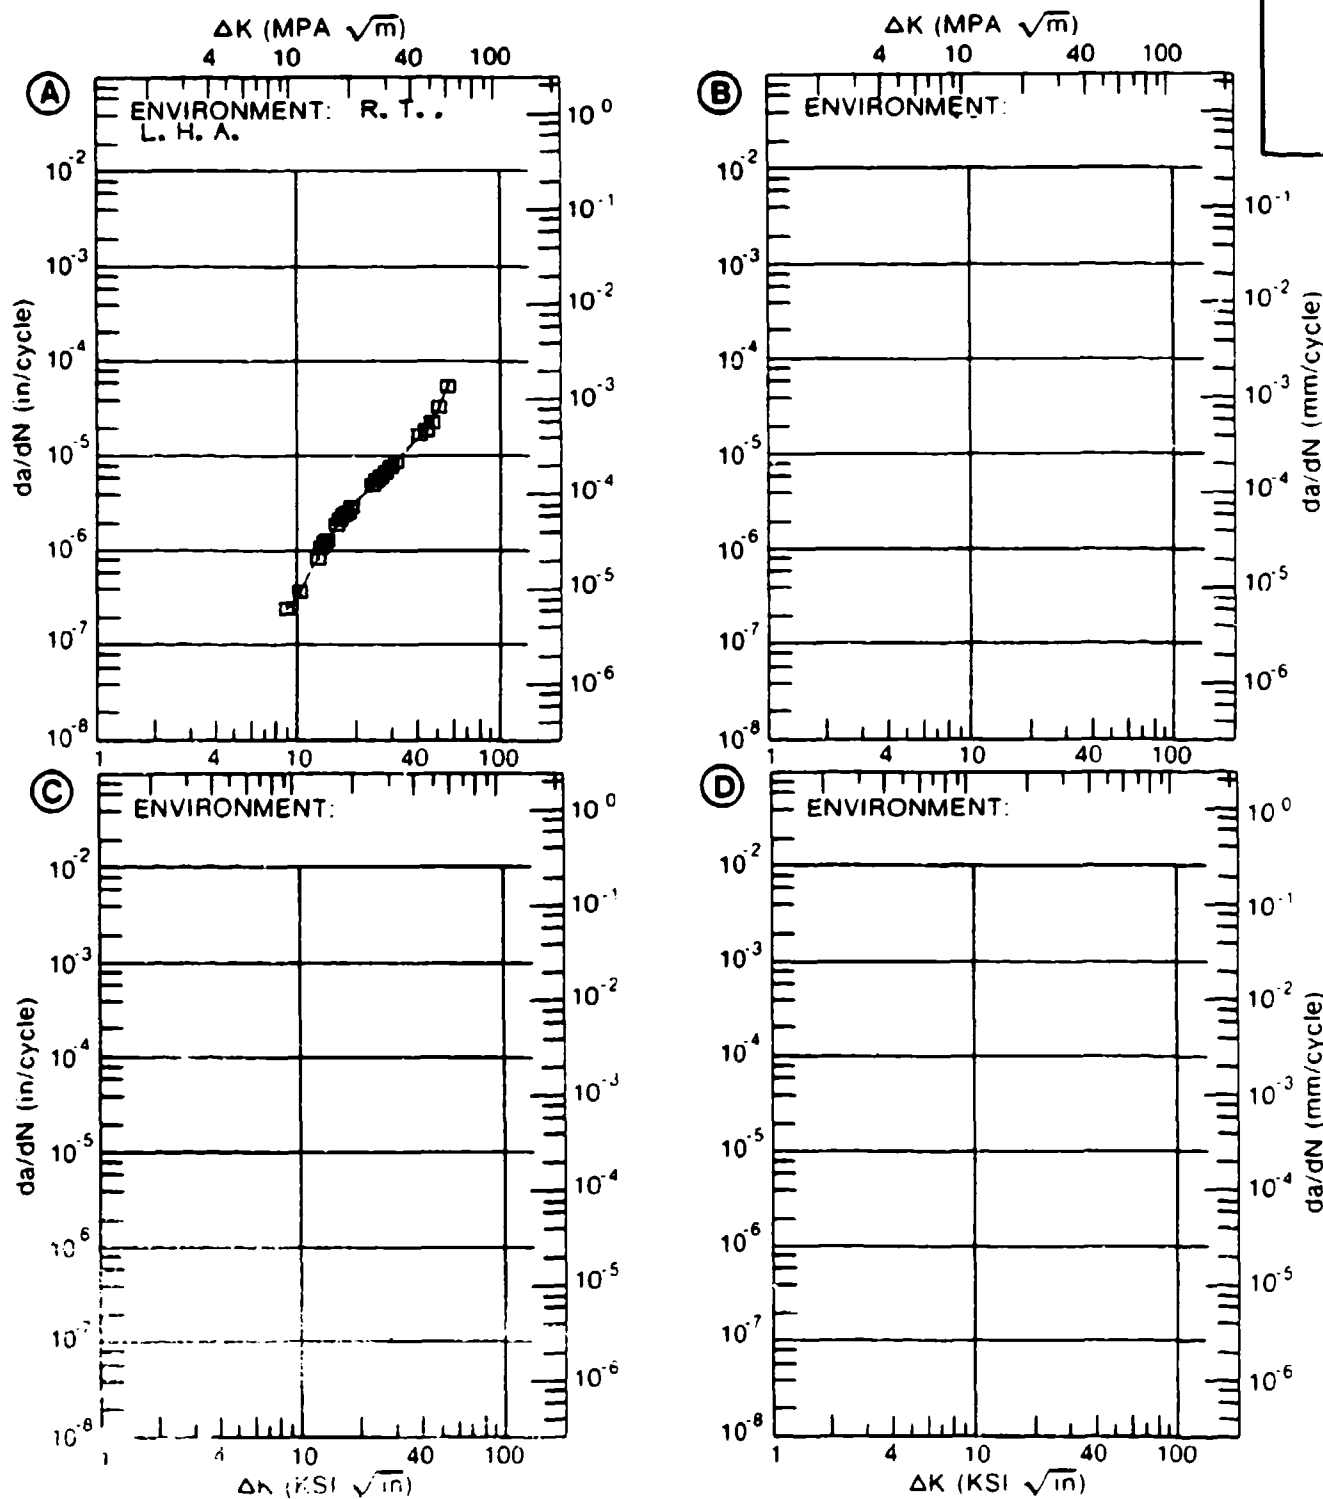 ΔK (MPA √m)
4 10 40 100
A
ENVIRONMENT: R. T. .
L. H. A.
10⁻² 10⁻³ 10⁻⁴ 10⁻⁵ 10⁻⁶ 10⁻⁷ 10⁻⁸
da/dN (in/cycle)
10⁰ 10⁻¹ 10⁻² 10⁻³ 10⁻⁴ 10⁻⁵ 10⁻⁶
1 4 10 40 100
ΔK (MPA √m)
4 10 40 100
B
ENVIRONMENT:
10⁻² 10⁻³ 10⁻⁴ 10⁻⁵ 10⁻⁶ 10⁻⁷ 10⁻⁸
10⁻¹ 10⁻² 10⁻³ 10⁻⁴ 10⁻⁵ 10⁻⁶
da/dN (mm/cycle)
1 4 10 40 100
C
ENVIRONMENT:
10⁻² 10⁻³ 10⁻⁴ 10⁻⁵ 10⁻⁶ 10⁻⁷ 10⁻⁸
da/dN (in/cycle)
10⁰ 10⁻¹ 10⁻² 10⁻³ 10⁻⁴ 10⁻⁵ 10⁻⁶
1 4 10 40 100
ΔK (KSI √in)
D
ENVIRONMENT:
10⁻² 10⁻³ 10⁻⁴ 10⁻⁵ 10⁻⁶ 10⁻⁷ 10⁻⁸
10⁰ 10⁻¹ 10⁻² 10⁻³ 10⁻⁴ 10⁻⁵ 10⁻⁶
da/dN (mm/cycle)
1 4 10 40 100
ΔK (KSI √in)